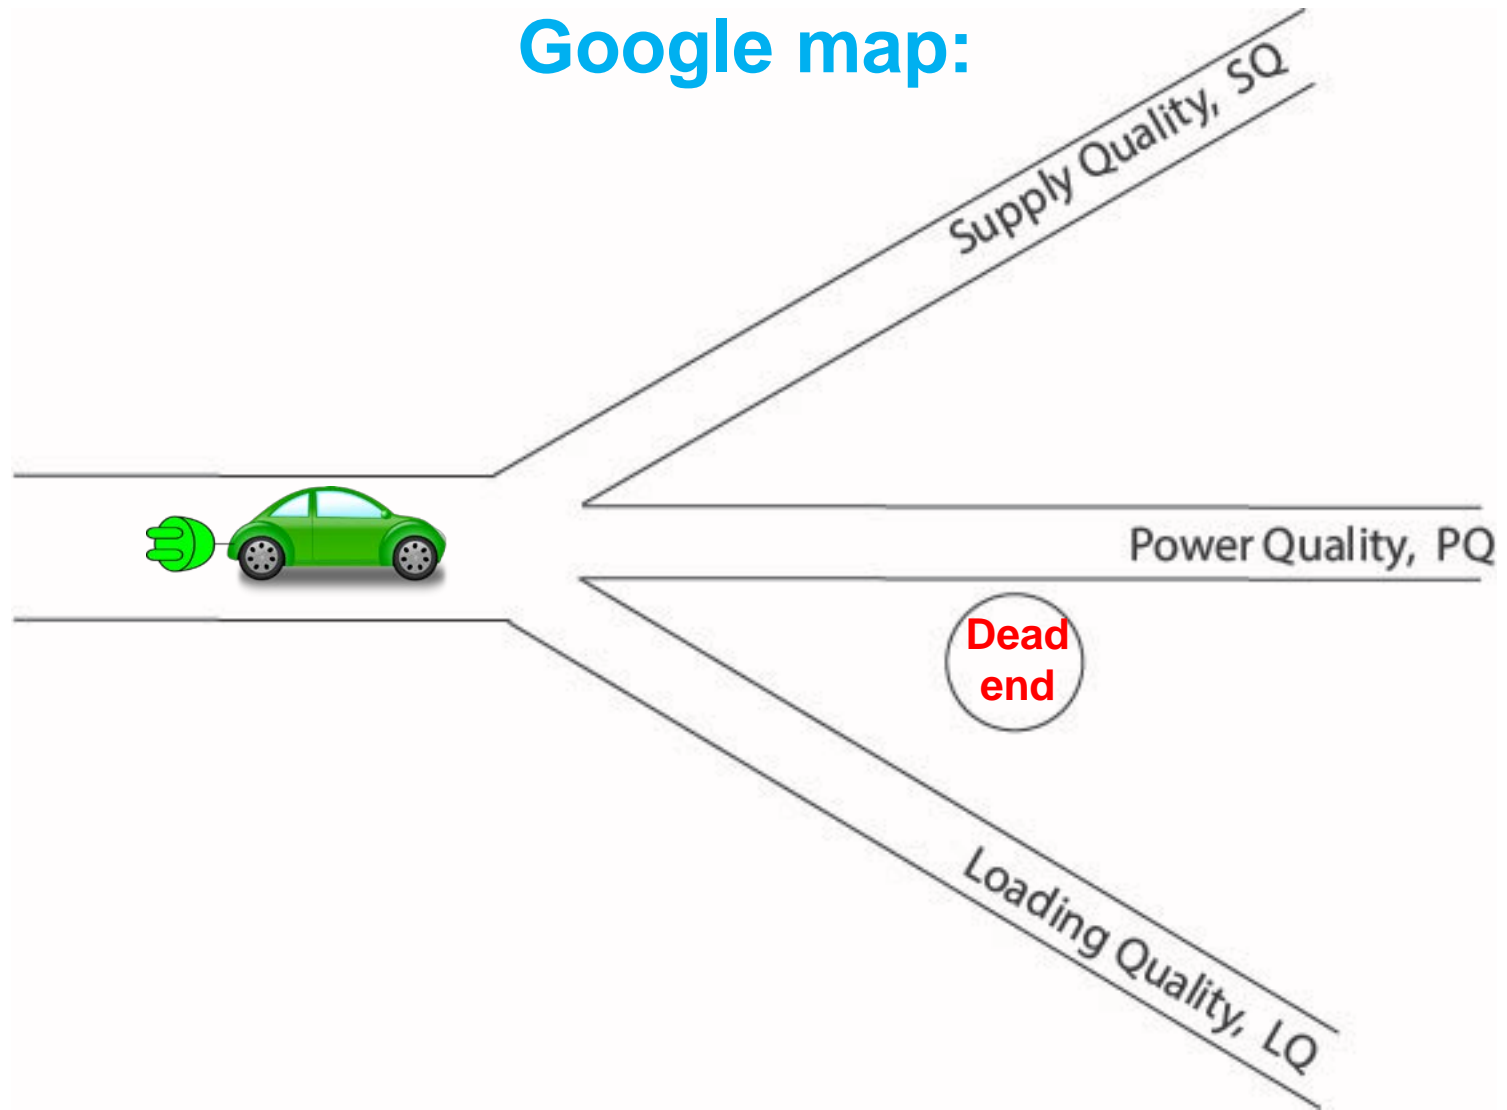 Google map:
Supply Quality, SQ
Power Quality, PQ
Dead
end
Loading Quality, LQ